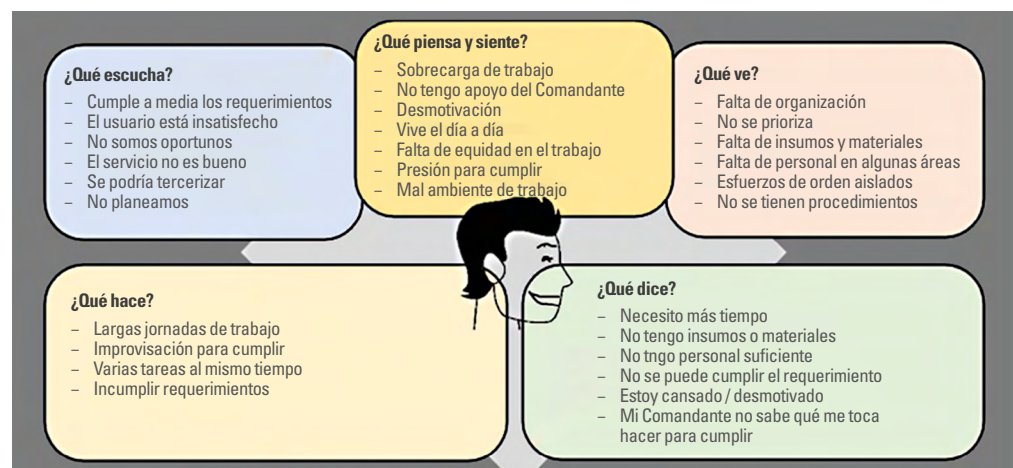 ¿Qué escucha?
– Cumple a media los requerimientos
– El usuario está insatisfecho
– No somos oportunos
– El servicio no es bueno
– Se podría tercerizar
– No planeamos
¿Qué piensa y siente?
– Sobrecarga de trabajo
– No tengo apoyo del Comandante
– Desmotivación
– Vive el día a día
– Falta de equidad en el trabajo
– Presión para cumplir
– Mal ambiente de trabajo
¿Qué ve?
– Falta de organización
– No se prioriza
– Falta de insumos y materiales
– Falta de personal en algunas áreas
– Esfuerzos de orden aislados
– No se tienen procedimientos
¿Qué hace?
– Largas jornadas de trabajo
– Improvisación para cumplir
– Varias tareas al mismo tiempo
– Incumplir requerimientos
¿Qué dice?
– Necesito más tiempo
– No tengo insumos o materiales
– No tngo personal suficiente
– No se puede cumplir el requerimiento
– Estoy cansado / desmotivado
– Mi Comandante no sabe qué me toca
hacer para cumplir